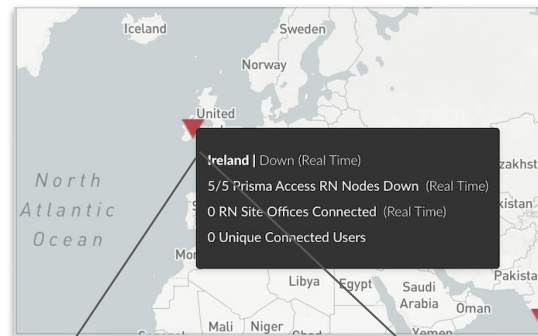 Iceland
Sweden
Norway
United
Ireland | Down (Real Time)
5/5 Prisma Access RN Nodes Down (Real Time)
0 RN Site Offices Connected (Real Time)
0 Unique Connected Users
North
Atlantic
Ocean
zakhst
kistan
Mor
Libya
Egypt
Saudi
Arabia
Oman
Pakista
Mali
Niger
Chad
Yemen